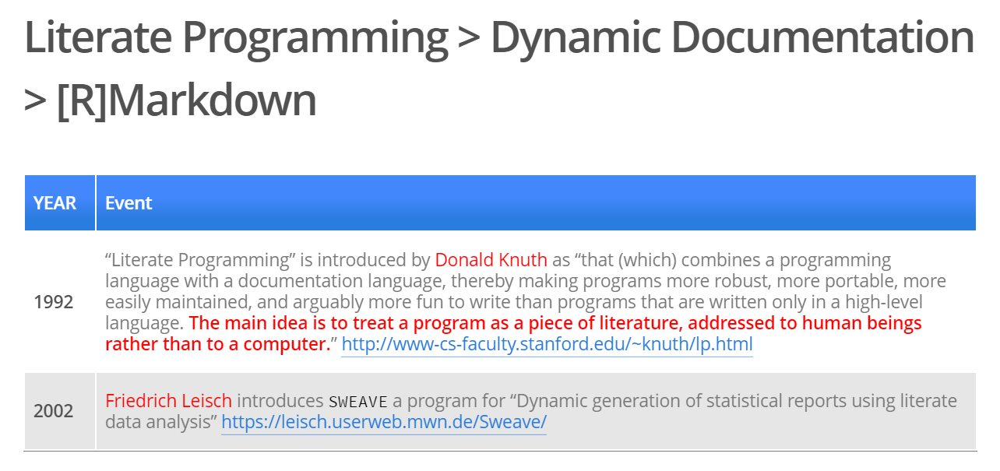 Literate Programming > Dynamic Documentation
> [R]Markdown
YEAR Event
“Literate Programming” is introduced by Donald Knuth as “that (which) combines a programming
language with a documentation language, thereby making programs more robust, more portable, more
1992 easily maintained, and arguably more fun to write than programs that are written only in a high-level
language. The main idea is to treat a program as a piece of literature, addressed to human beings
rather than to a computer.” http://www-cs-faculty.stanford.edu/~knuth/lp.html
2002 Friedrich Leisch introduces SWEAVE a program for “Dynamic generation of statistical reports using literate
data analysis” https://leisch.userweb.mwn.de/Sweave/